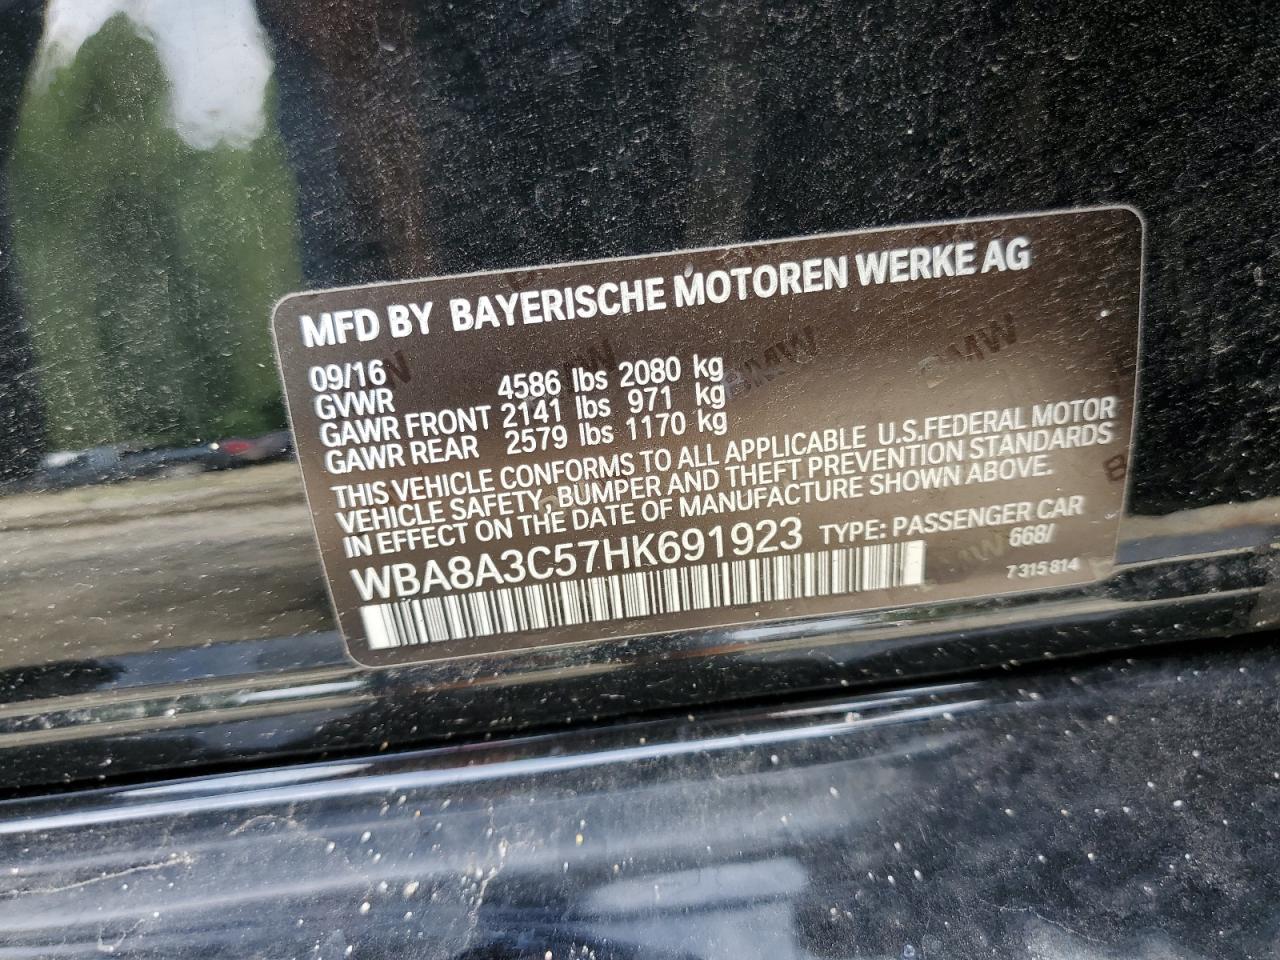 MFD BY BAYERISCHE MOTOREN WERKE AG
09/16
GVWR 4586 lbs 2080 kg
GAWR FRONT 2141 lbs 971 kg
GAWR REAR 2579 lbs 1170 kg
THIS VEHICLE CONFORMS TO ALL APPLICABLE U.S.FEDERAL MOTOR
VEHICLE SAFETY, BUMPER AND THEFT PREVENTION STANDARDS
IN EFFECT ON THE DATE OF MANUFACTURE SHOWN ABOVE.
WBA8A3C57HK691923 TYPE: PASSENGER CAR
668/
7 315 814